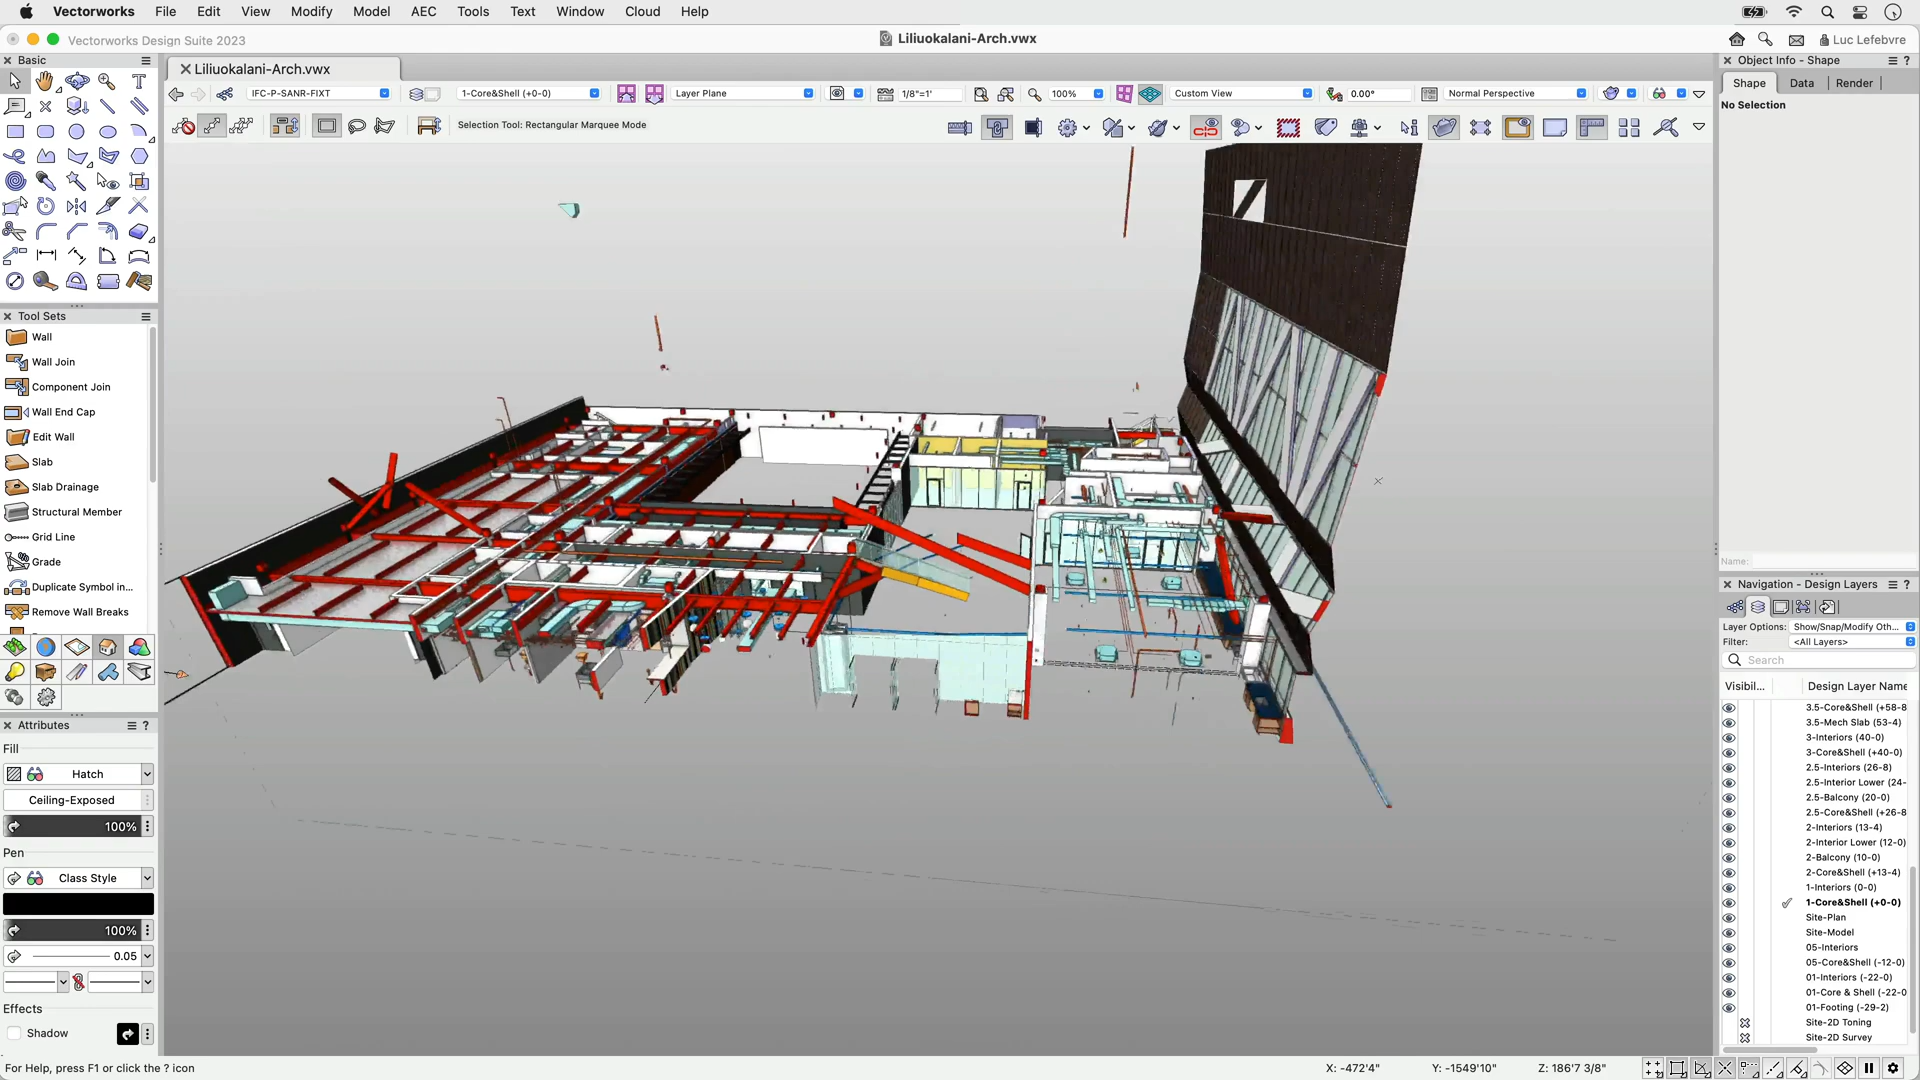 Vectorworks File Edit View Modify Model AEC Tools Text Window Cloud Help
Vectorworks Design Suite 2023
Liliuokalani-Arch.vwx
Luc Lefebvre
Basic
Liliuokalani-Arch.vwx
Object Info - Shape
Shape Data Render
No Selection
IFC-P-SANR-FIXT
1-Core&Shell (+0-0)
Layer Plane
1/8"=1'
100%
Custom View
0.00°
Normal Perspective
Selection Tool: Rectangular Marquee Mode
Tool Sets
Wall
Wall Join
Component Join
Wall End Cap
Edit Wall
Slab
Slab Drainage
Structural Member
Grid Line
Grade
Duplicate Symbol in...
Remove Wall Breaks
Attributes
Fill
Hatch
Ceiling-Exposed
100%
Pen
Class Style
100%
0.05
Effects
Shadow
Name:
Navigation - Design Layers
Layer Options: Show/Snap/Modify Oth...
Filter: <All Layers>
Search
Visibil... Design Layer Name
3.5-Core&Shell (+58-8
3.5-Mech Slab (53-4)
3-Interiors (40-0)
3-Core&Shell (+40-0)
2.5-Interiors (26-8)
2.5-Interior Lower (24-
2.5-Balcony (20-0)
2.5-Core&Shell (+26-8
2-Interiors (13-4)
2-Interior Lower (12-0)
2-Balcony (10-0)
2-Core&Shell (+13-4)
1-Interiors (0-0)
1-Core&Shell (+0-0)
Site-Plan
Site-Model
05-Interiors
05-Core&Shell (-12-0)
01-Interiors (-22-0)
01-Core & Shell (-22-0
01-Footing (-29-2)
Site-2D Toning
Site-2D Survey
For Help, press F1 or click the ? icon
X: -472'4" Y: -1549'10" Z: 186'7 3/8"